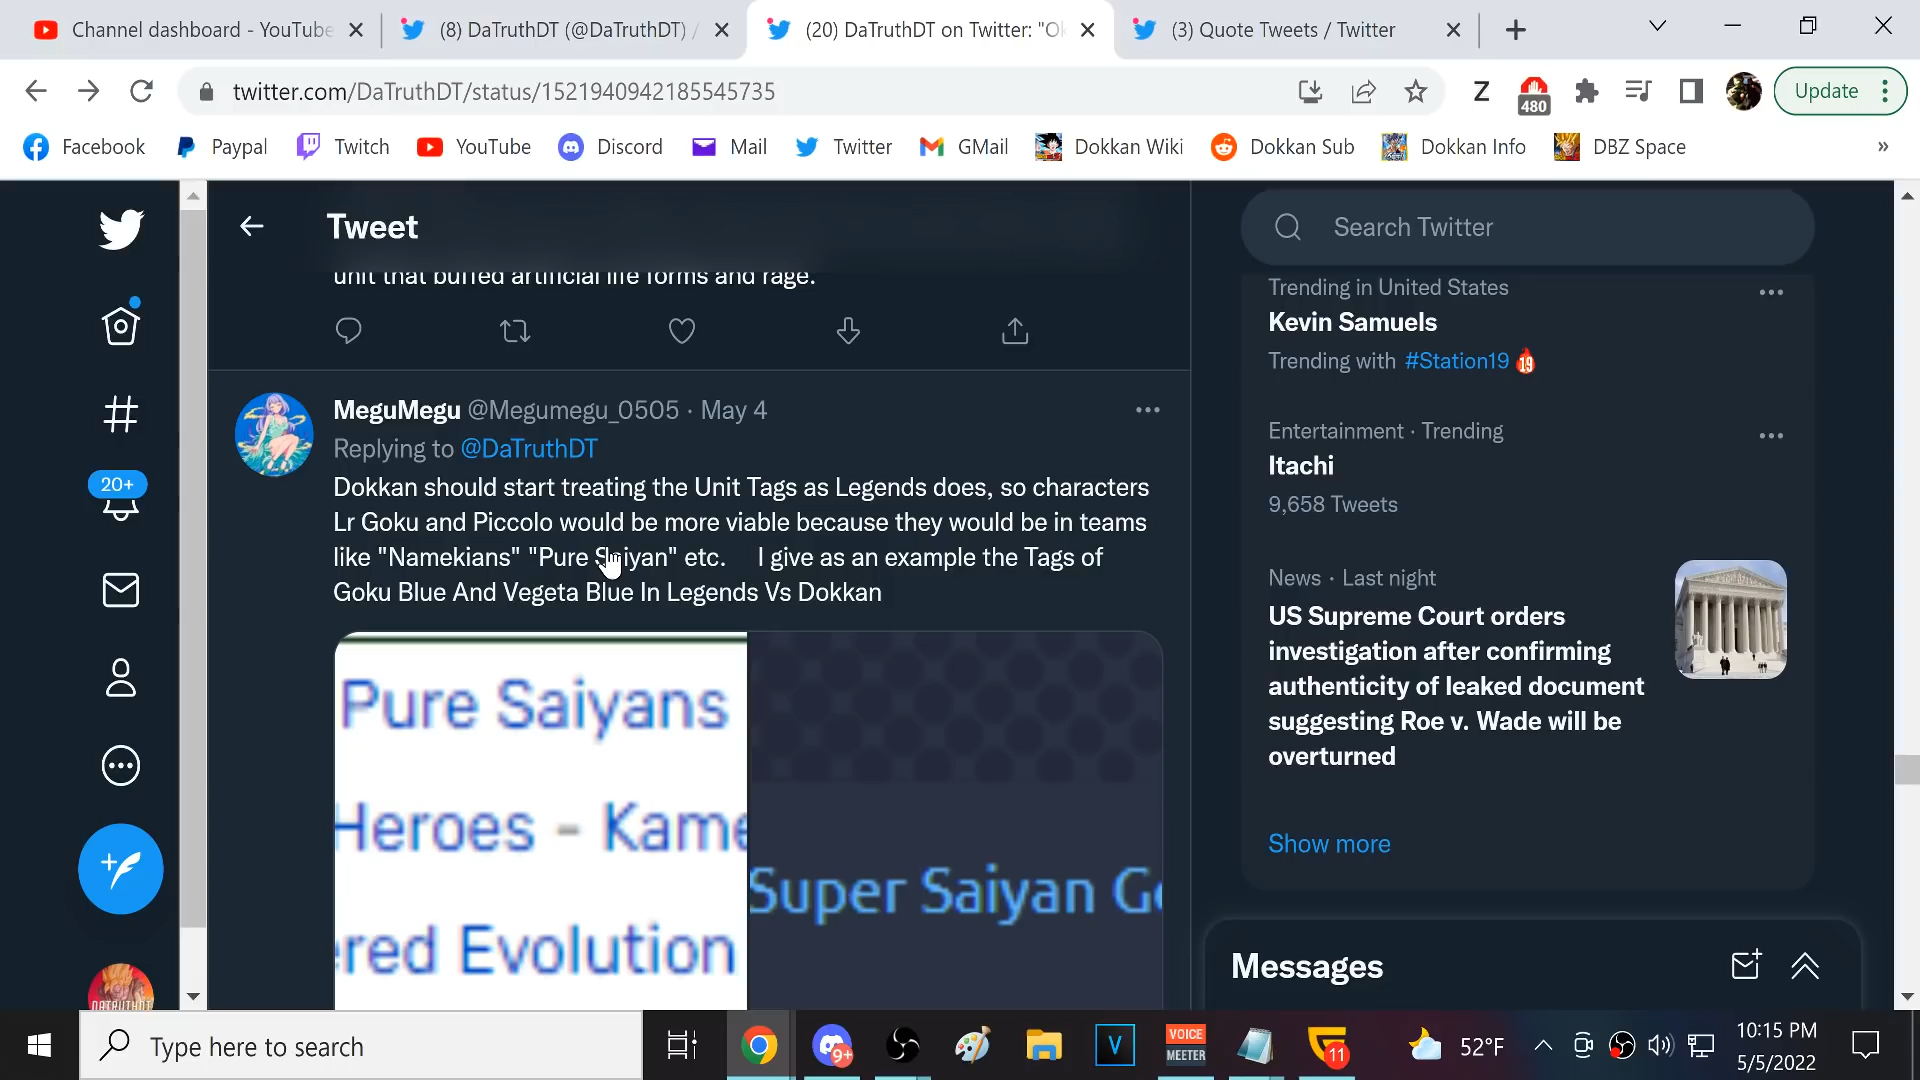 Channel dashboard - YouTube
(8) DaTruthDT (@DaTruthDT) /
(20) DaTruthDT on Twitter: "Ok
(3) Quote Tweets / Twitter
twitter.com/DaTruthDT/status/1521940942185545735
Z
480
Update
Facebook
Paypal
Twitch
YouTube
Discord
Mail
Twitter
GMail
Dokkan Wiki
Dokkan Sub
Dokkan Info
DBZ Space
»
Tweet
unit that buffed artificial life forms and rage.
MeguMegu @Megumegu_0505 · May 4
Replying to @DaTruthDT
Dokkan should start treating the Unit Tags as Legends does, so characters
Lr Goku and Piccolo would be more viable because they would be in teams
like "Namekians" "Pure Saiyan" etc. I give as an example the Tags of
Goku Blue And Vegeta Blue In Legends Vs Dokkan
Pure Saiyans
Heroes - Kame
ered Evolution
Super Saiyan Go
20+
DATRUTHDT
Search Twitter
Trending in United States
Kevin Samuels
Trending with #Station19 19
Entertainment · Trending
Itachi
9,658 Tweets
News · Last night
US Supreme Court orders
investigation after confirming
authenticity of leaked document
suggesting Roe v. Wade will be
overturned
Show more
Messages
Type here to search
9+
V
VOICE
MEETER
11
52°F
10:15 PM
5/5/2022